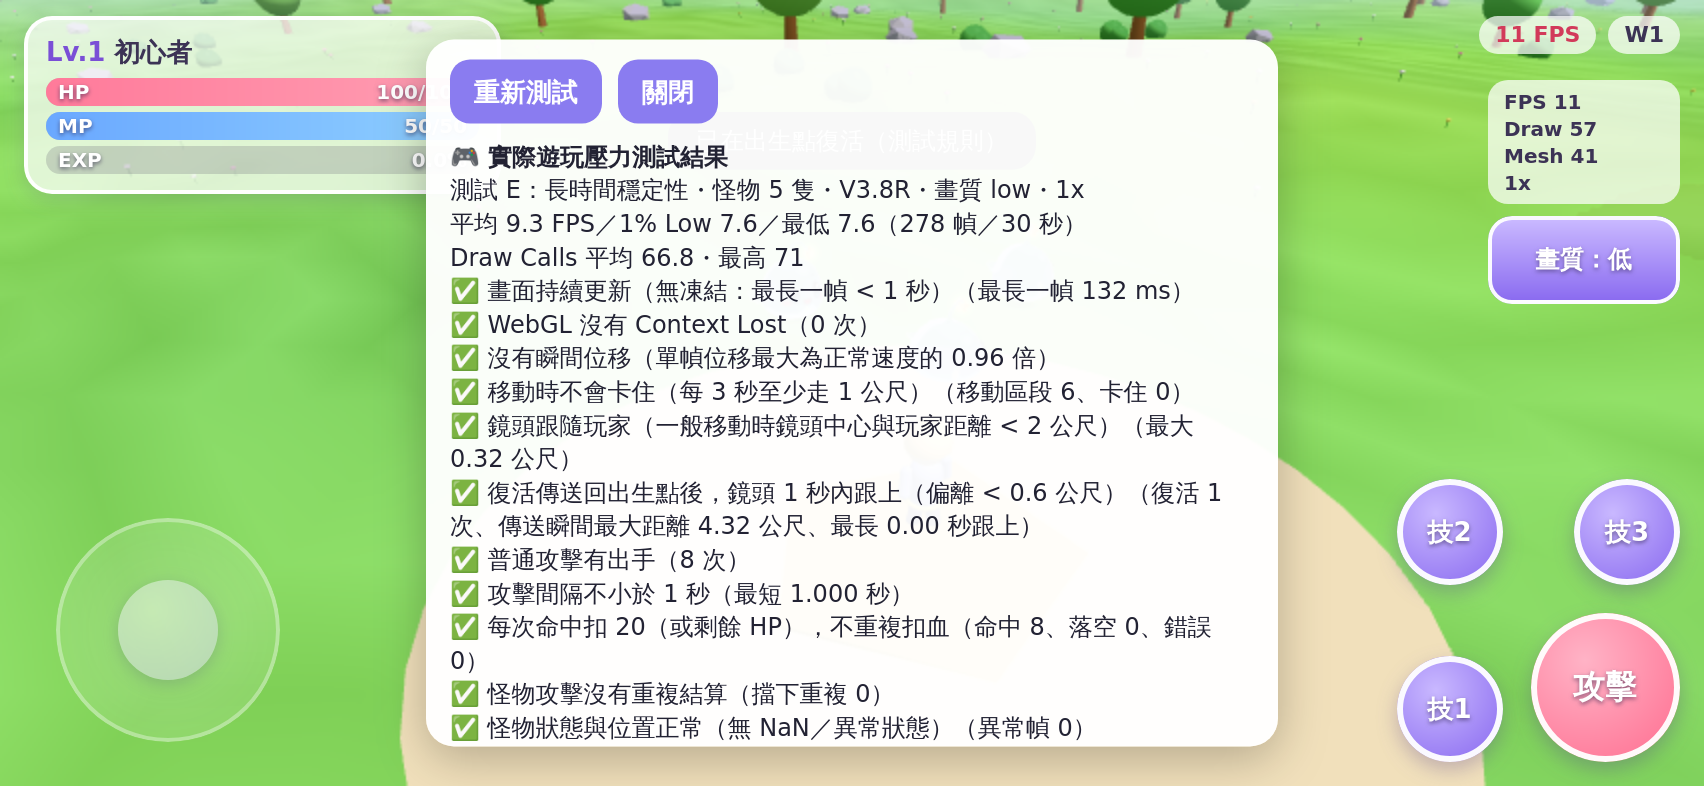 Lv.1 初心者
HP 100/
MP 50/50
EXP 0
重新測試
關閉
已在出生點復活（測試規則）
🎮 實際遊玩壓力測試結果
測試 E：長時間穩定性・怪物 5 隻・V3.8R・畫質 low・1x
平均 9.3 FPS／1% Low 7.6／最低 7.6（278 幀／30 秒）
Draw Calls 平均 66.8・最高 71
✅ 畫面持續更新（無凍結：最長一幀 < 1 秒）（最長一幀 132 ms）
✅ WebGL 沒有 Context Lost（0 次）
✅ 沒有瞬間位移（單幀位移最大為正常速度的 0.96 倍）
✅ 移動時不會卡住（每 3 秒至少走 1 公尺）（移動區段 6、卡住 0）
✅ 鏡頭跟隨玩家（一般移動時鏡頭中心與玩家距離 < 2 公尺）（最大
0.32 公尺）
✅ 復活傳送回出生點後，鏡頭 1 秒內跟上（偏離 < 0.6 公尺）（復活 1
次、傳送瞬間最大距離 4.32 公尺、最長 0.00 秒跟上）
✅ 普通攻擊有出手（8 次）
✅ 攻擊間隔不小於 1 秒（最短 1.000 秒）
✅ 每次命中扣 20（或剩餘 HP），不重複扣血（命中 8、落空 0、錯誤
0）
✅ 怪物攻擊沒有重複結算（擋下重複 0）
✅ 怪物狀態與位置正常（無 NaN／異常狀態）（異常幀 0）
11 FPS
W1
FPS 11
Draw 57
Mesh 41
1x
畫質：低
技2
技3
技1
攻擊